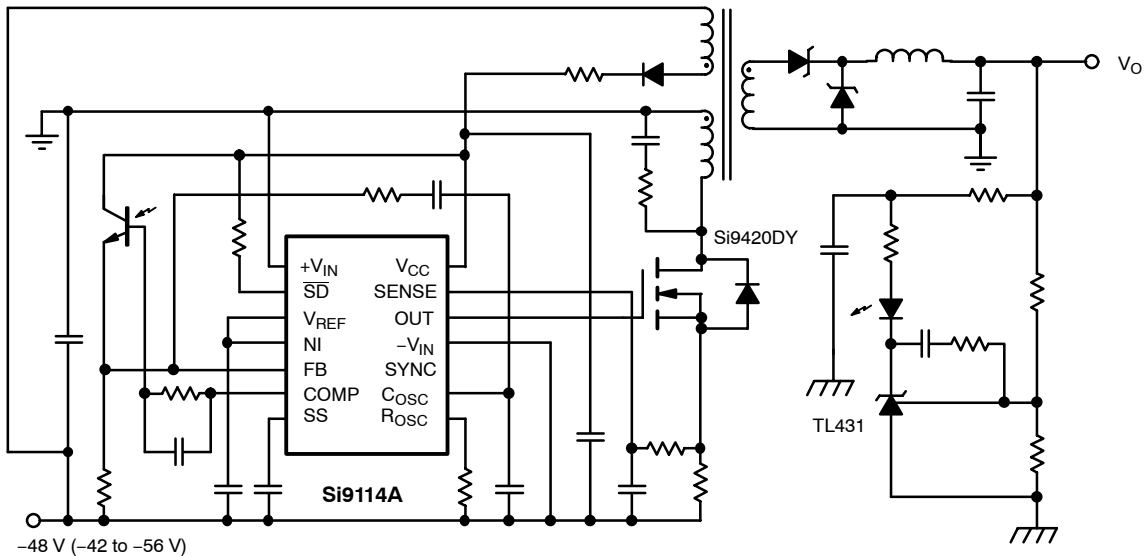 V_O
Si9420DY
+V_IN
V_CC
S̅D̅
SENSE
V_REF
OUT
NI
−V_IN
FB
SYNC
COMP
C_OSC
SS
R_OSC
TL431
Si9114A
−48 V (−42 to −56 V)